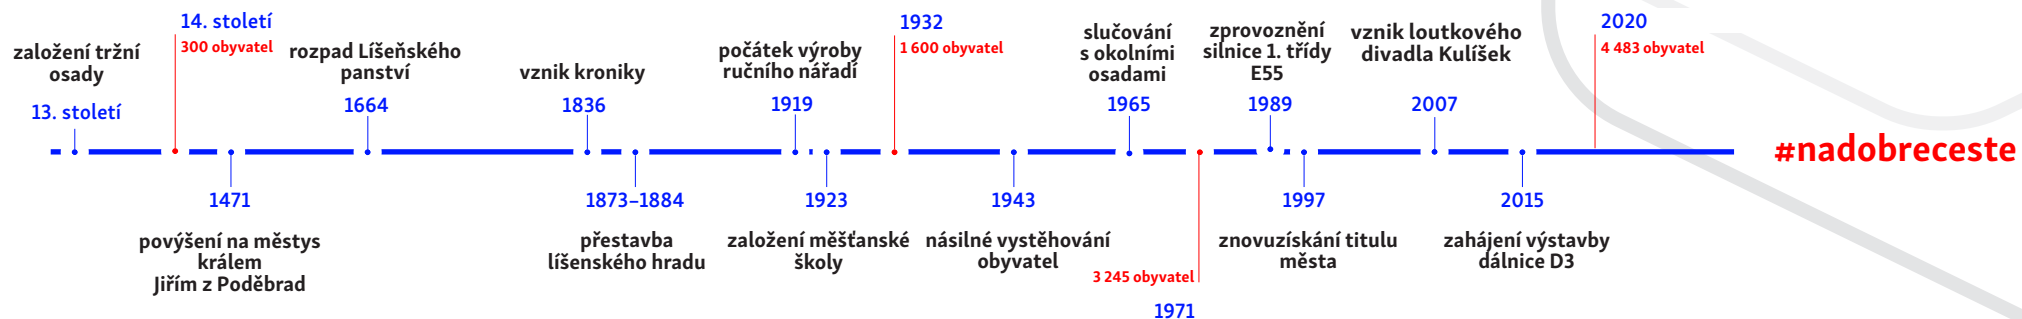 založení tržní
osady
13. století
14. století
300 obyvatel
1471
povýšení na městys
králem
Jiřím z Poděbrad
rozpad Líšeňského
panství
1664
vznik kroniky
1836
1873–1884
přestavba
líšenského hradu
počátek výroby
ručního nářadí
1919
1923
založení měšťanské
školy
1932
1 600 obyvatel
1943
násilné vystěhování
obyvatel
slučování
s okolními
osadami
1965
3 245 obyvatel
1971
zprovoznění
silnice 1. třídy
E55
1989
1997
znovuzískání titulu
města
vznik loutkového
divadla Kulíšek
2007
2015
zahájení výstavby
dálnice D3
2020
4 483 obyvatel
#nadobreceste